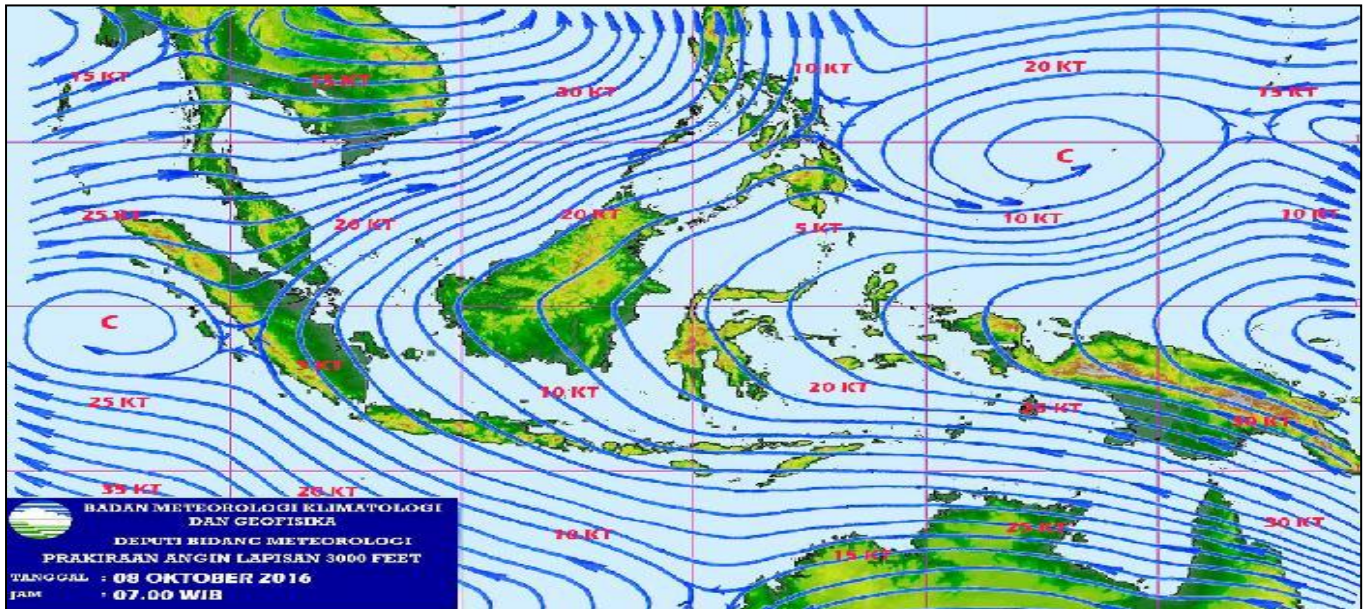 15 KT
15 KT
30 KT
10 KT
20 KT
15 KT
C
25 KT
20 KT
20 KT
5 KT
10 KT
10 KT
C
5 KT
25 KT
10 KT
20 KT
25 KT
30 KT
35 KT
20 KT
10 KT
15 KT
25 KT
30 KT
BADAN METEOROLOGI KLIMATOLOGI
DAN GEOFISIKA
DEPUTI BIDANG METEOROLOGI
PRAKIRAAN ANGIN LAPISAN 3000 FEET
TANGGAL : 08 OKTOBER 2016
JAM : 07.00 WIB